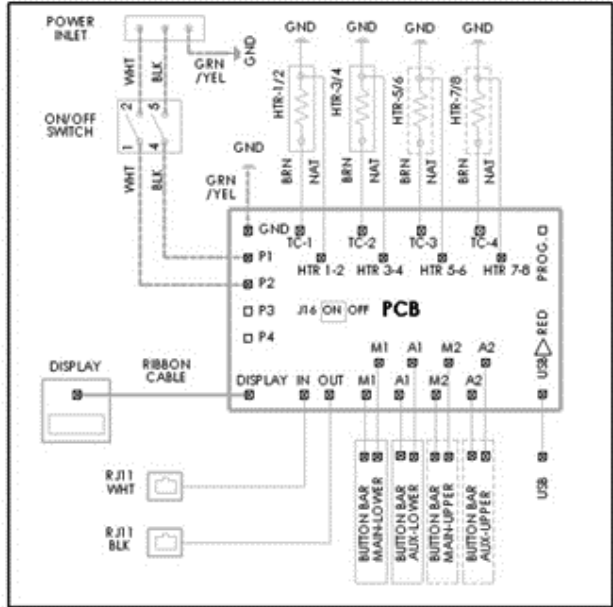 POWER
INLET
GND
GND
GND
GND
GND
GRN
/YEL
WHT
BLK
HTR-1/2
HTR-3/4
HTR-5/6
HTR-7/8
2
5
ON/OFF
SWITCH
1
4
GND
WHT
BLK
GRN
/YEL
BRN
NAT
BRN
NAT
BRN
NAT
BRN
NAT
GND
TC-1
TC-2
TC-3
TC-4
PROG.
P1
HTR 1-2
HTR 3-4
HTR 5-6
HTR 7-8
P2
P3
J16 ON OFF
PCB
RED
P4
M1
A1
M2
A2
USB
DISPLAY
RIBBON
CABLE
DISPLAY
IN
OUT
M1
A1
M2
A2
RJ11
WHT
RJ11
BLK
BUTTON BAR
MAIN-LOWER
BUTTON BAR
AUX-LOWER
BUTTON BAR
MAIN-UPPER
BUTTON BAR
AUX-UPPER
USB